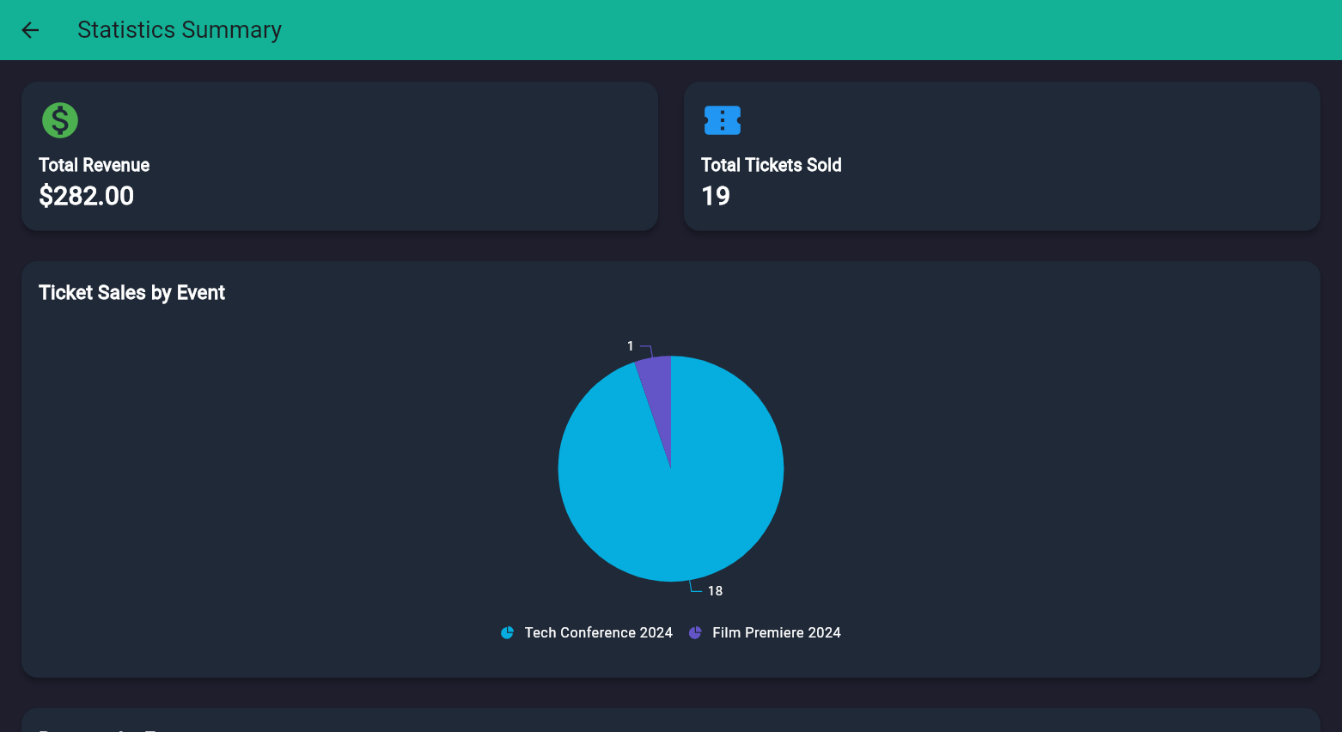 Statistics Summary
Total Revenue
$282.00
Total Tickets Sold
19
Ticket Sales by Event
1
18
Tech Conference 2024
Film Premiere 2024